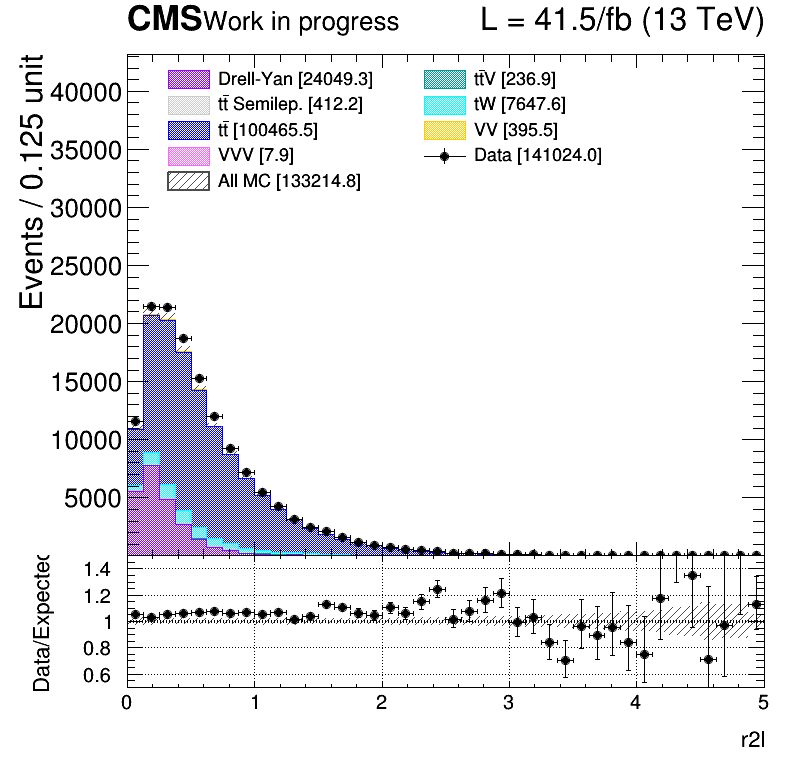 CMS Work in progress L = 41.5/fb (13 TeV)
Events / 0.125 unit
40000
35000
30000
25000
20000
15000
10000
5000
Drell-Yan [24049.3]
tt̄ Semilep. [412.2]
tt̄ [100465.5]
VVV [7.9]
All MC [133214.8]
tt̄V [236.9]
tW [7647.6]
VV [395.5]
Data [141024.0]
Data/Expected
1.4
1.2
1
0.8
0.6
0 1 2 3 4 5
r2l